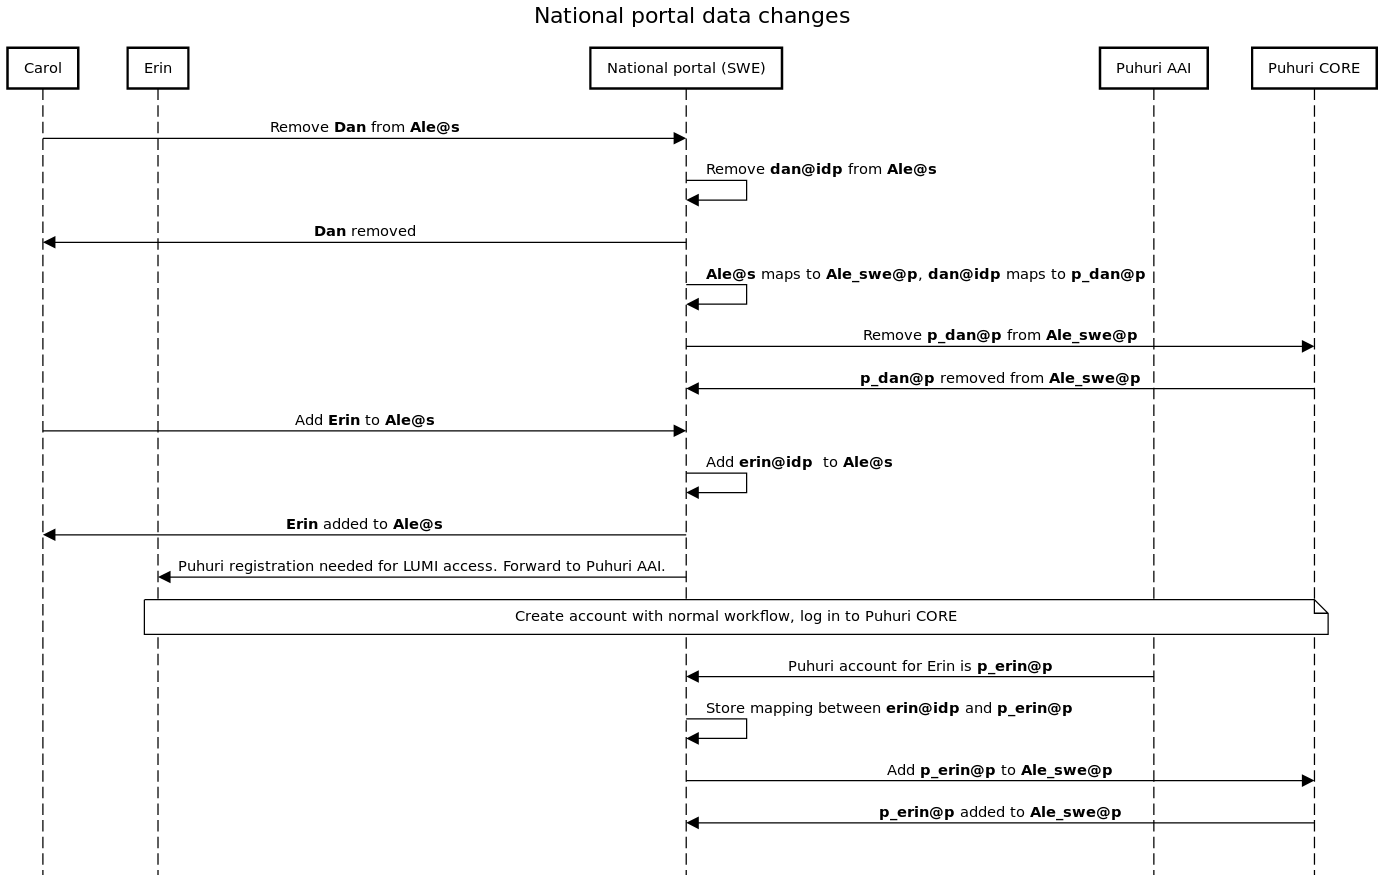 National portal data changes
Carol
Erin
National portal (SWE)
Puhuri AAI
Puhuri CORE
Remove Dan from Ale@s
Remove dan@idp from Ale@s
Dan removed
Ale@s maps to Ale_swe@p, dan@idp maps to p_dan@p
Remove p_dan@p from Ale_swe@p
p_dan@p removed from Ale_swe@p
Add Erin to Ale@s
Add erin@idp  to Ale@s
Erin added to Ale@s
Puhuri registration needed for LUMI access. Forward to Puhuri AAI.
Create account with normal workflow, log in to Puhuri CORE
Puhuri account for Erin is p_erin@p
Store mapping between erin@idp and p_erin@p
Add p_erin@p to Ale_swe@p
p_erin@p added to Ale_swe@p